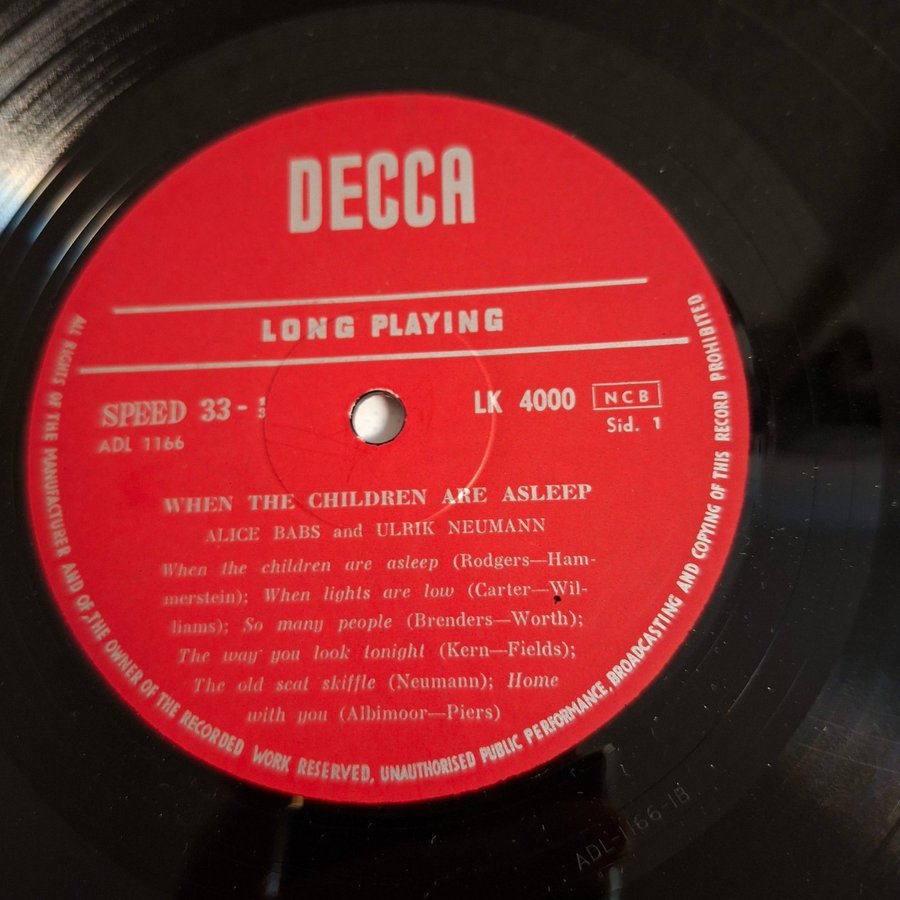 DECCA
LONG PLAYING
SPEED 33 - 1/3
LK 4000 NCB
ADL 1166
Sid. 1
WHEN THE CHILDREN ARE ASLEEP
ALICE BABS and ULRIK NEUMANN
When the children are asleep (Rodgers—Ham-
merstein); When lights are low (Carter—Wil-
liams); So many people (Brenders—Worth);
The way you look tonight (Kern—Fields);
The old seat skiffle (Neumann); Home
with you (Albimoor—Piers)
ALL RIGHTS OF THE MANUFACTURER AND OF THE OWNER OF THE RECORDED WORK RESERVED, UNAUTHORISED PUBLIC PERFORMANCE, BROADCASTING AND COPYING OF THIS RECORD PROHIBITED
ADL-1166-1B